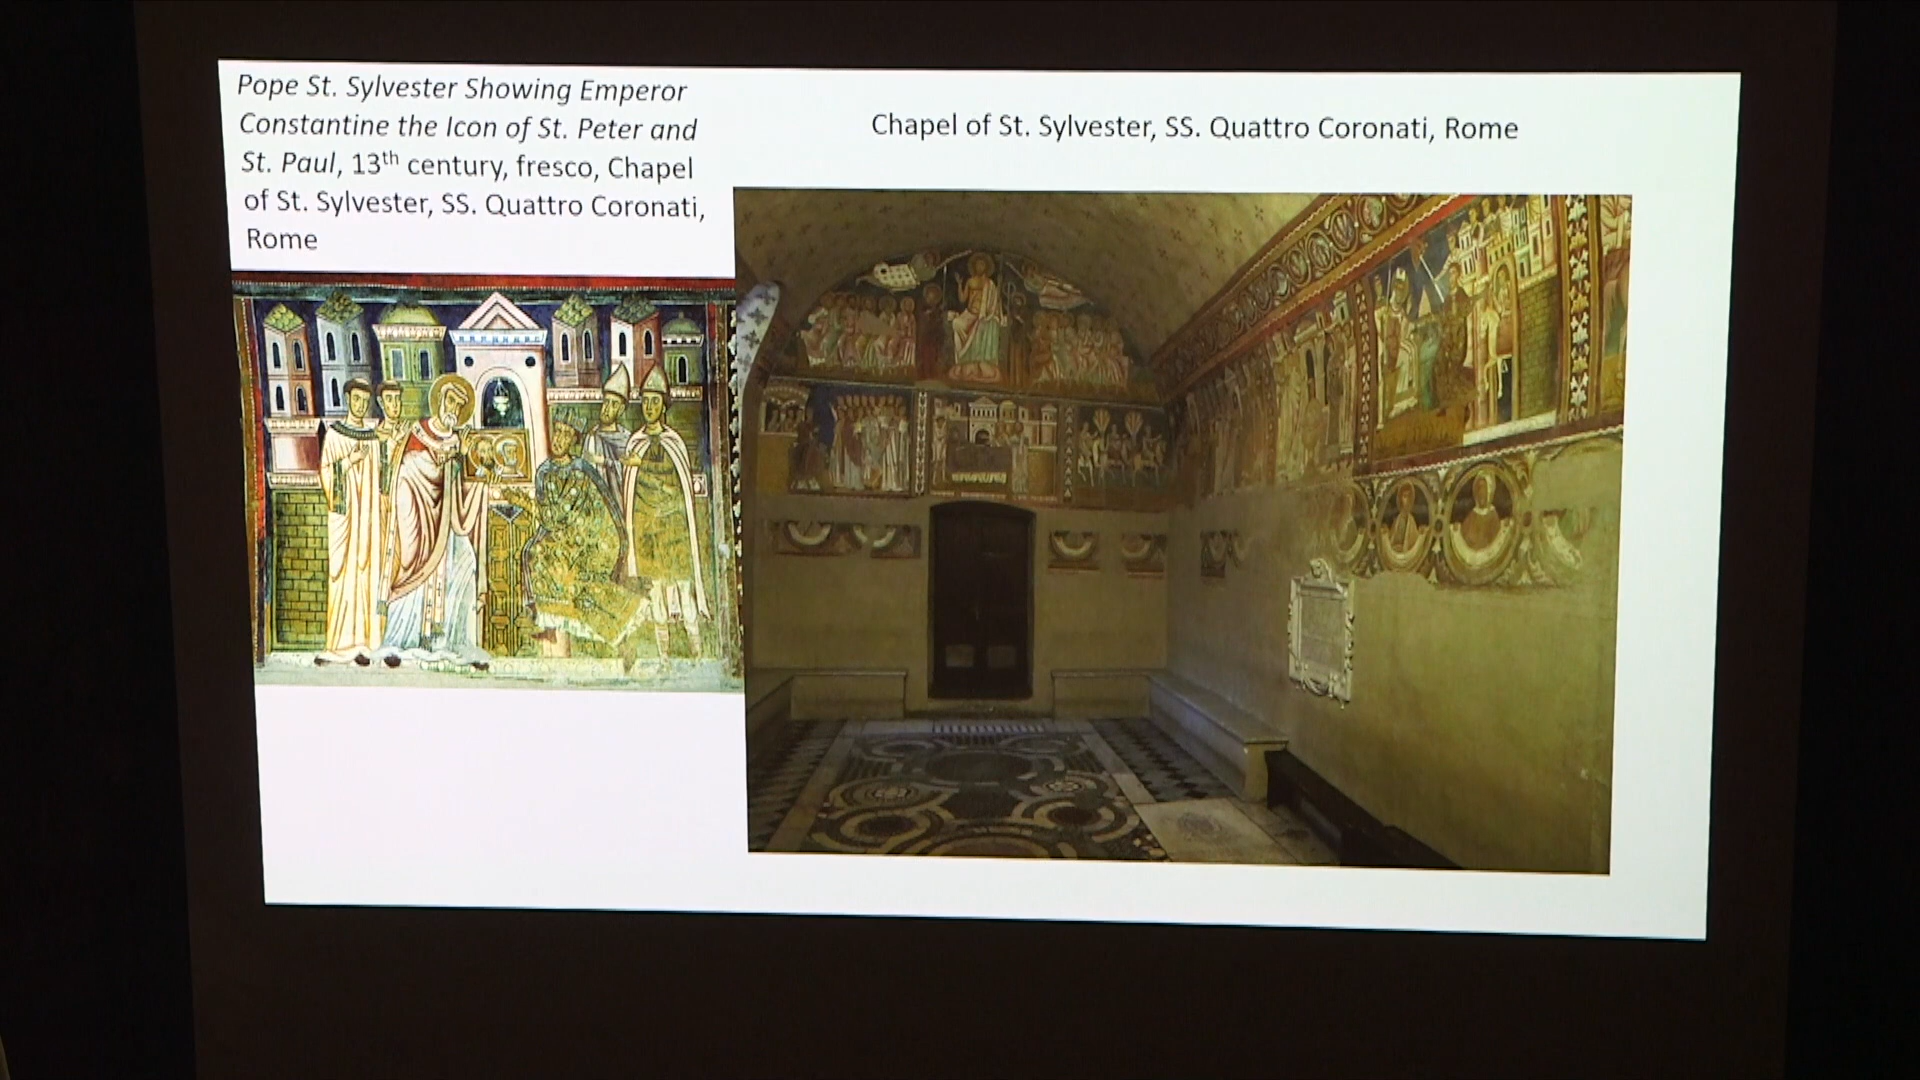 Pope St. Sylvester Showing Emperor
Constantine the Icon of St. Peter and
St. Paul, 13th century, fresco, Chapel
of St. Sylvester, SS. Quattro Coronati,
Rome
Chapel of St. Sylvester, SS. Quattro Coronati, Rome